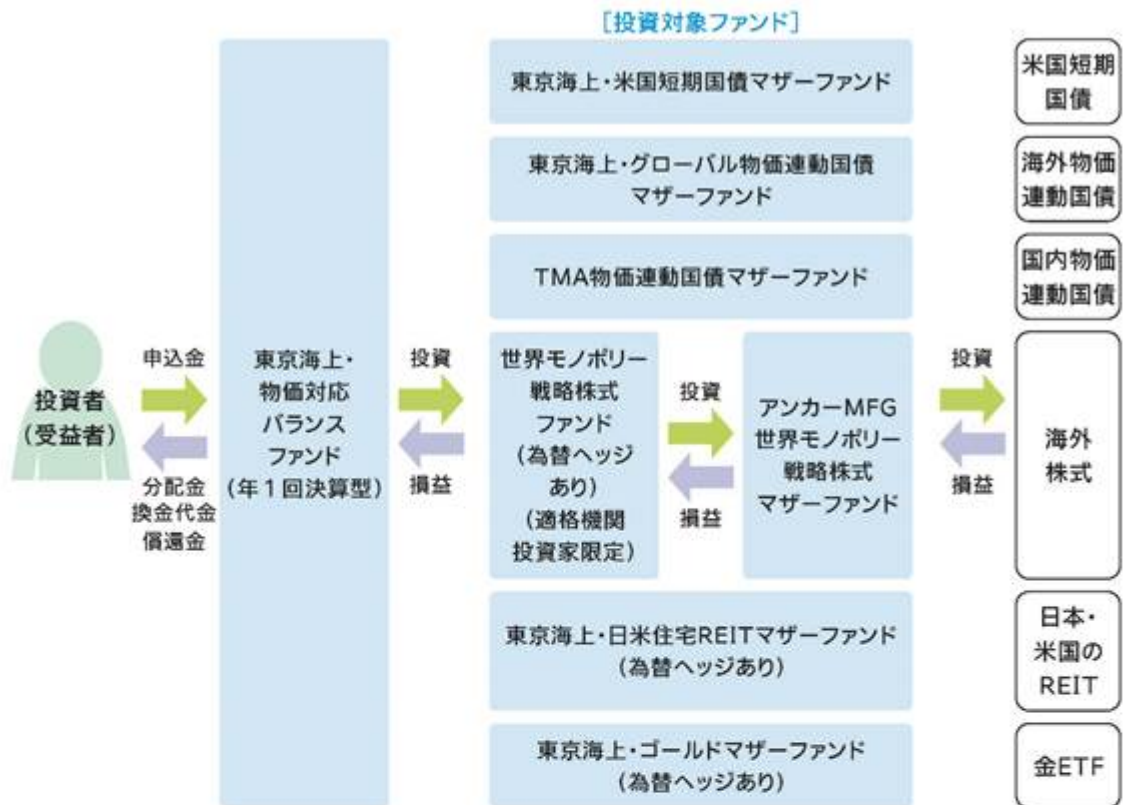 [投資対象ファンド]
東京海上・米国短期国債マザーファンド
米国短期
国債
東京海上・グローバル物価連動国債
マザーファンド
海外物価
連動国債
TMA物価連動国債マザーファンド
国内物価
連動国債
投資者
(受益者)
申込金
分配金
換金代金
償還金
東京海上・
物価対応
バランス
ファンド
(年1回決算型)
投資
損益
世界モノポリー
戦略株式
ファンド
(為替ヘッジ
あり)
(適格機関
投資家限定)
投資
損益
アンカーMFG
世界モノポリー
戦略株式
マザーファンド
投資
損益
海外
株式
東京海上・日米住宅REITマザーファンド
(為替ヘッジあり)
日本・
米国の
REIT
東京海上・ゴールドマザーファンド
(為替ヘッジあり)
金ETF